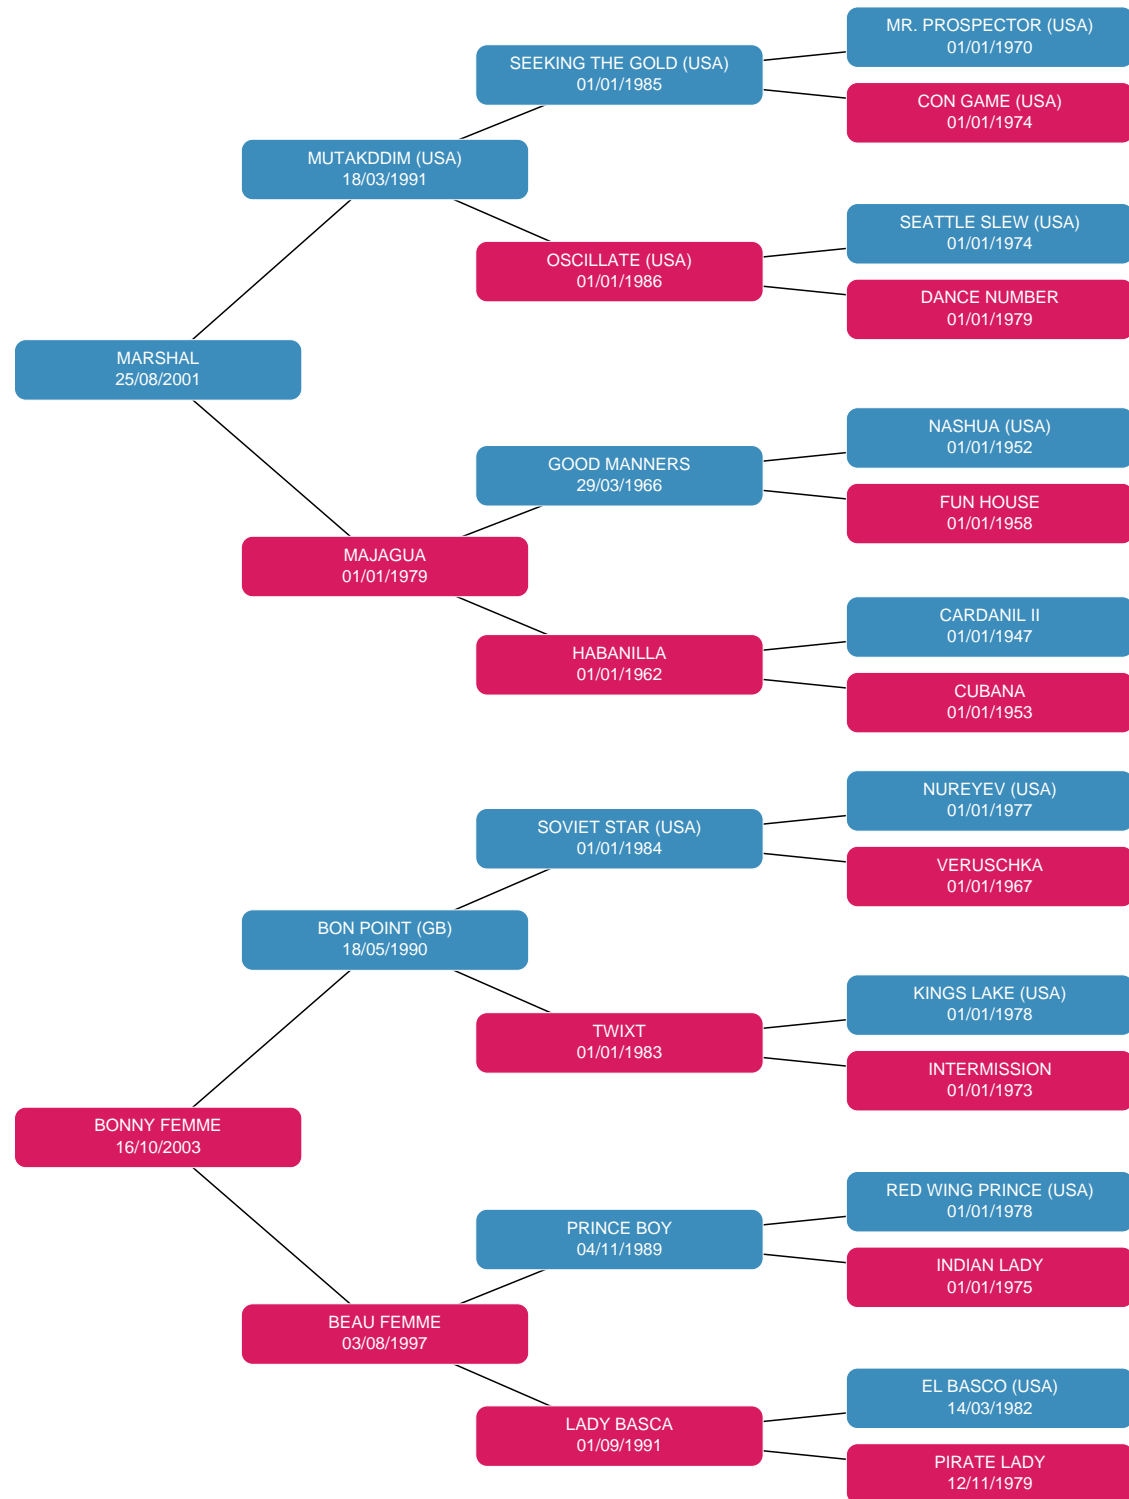 MR. PROSPECTOR (USA)
01/01/1970
SEEKING THE GOLD (USA)
01/01/1985
CON GAME (USA)
01/01/1974
MUTAKDDIM (USA)
18/03/1991
SEATTLE SLEW (USA)
01/01/1974
OSCILLATE (USA)
01/01/1986
DANCE NUMBER
01/01/1979
MARSHAL
25/08/2001
NASHUA (USA)
01/01/1952
GOOD MANNERS
29/03/1966
FUN HOUSE
01/01/1958
MAJAGUA
01/01/1979
CARDANIL II
01/01/1947
HABANILLA
01/01/1962
CUBANA
01/01/1953
NUREYEV (USA)
01/01/1977
SOVIET STAR (USA)
01/01/1984
VERUSCHKA
01/01/1967
BON POINT (GB)
18/05/1990
KINGS LAKE (USA)
01/01/1978
TWIXT
01/01/1983
INTERMISSION
01/01/1973
BONNY FEMME
16/10/2003
RED WING PRINCE (USA)
01/01/1978
PRINCE BOY
04/11/1989
INDIAN LADY
01/01/1975
BEAU FEMME
03/08/1997
EL BASCO (USA)
14/03/1982
LADY BASCA
01/09/1991
PIRATE LADY
12/11/1979